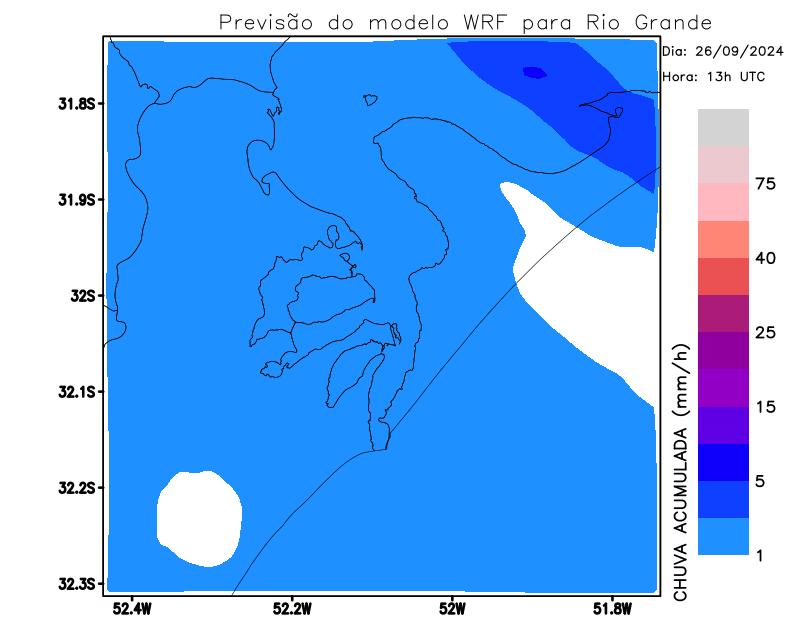 Previsão do modelo WRF para Rio Grande
Dia: 26/09/2024
Hora: 13h UTC
31.8S
31.9S
32S
32.1S
32.2S
32.3S
52.4W
52.2W
52W
51.8W
75
40
25
15
5
1
CHUVA ACUMULADA (mm/h)